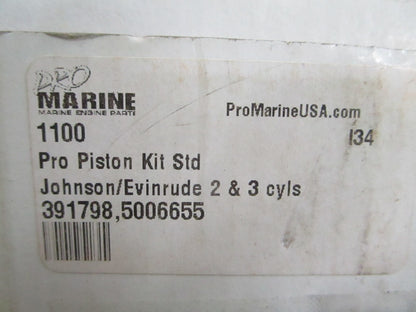 PRO
MARINE
MARINE ENGINE PARTS
ProMarineUSA.com
1100
I34
Pro Piston Kit Std
Johnson/Evinrude 2 & 3 cyls
391798,5006655